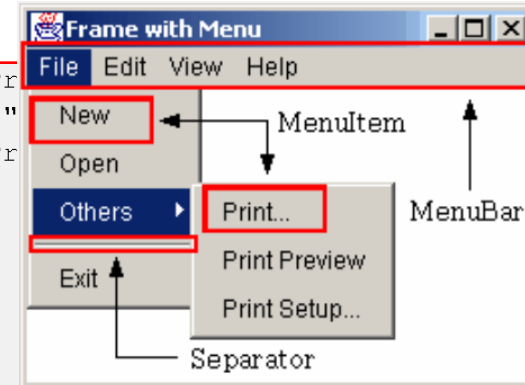 Frame with Menu
File Edit View Help
r
New
"
MenuItem
r
Open
Others
Print...
MenuBar
Print Preview
Exit
Print Setup...
Separator